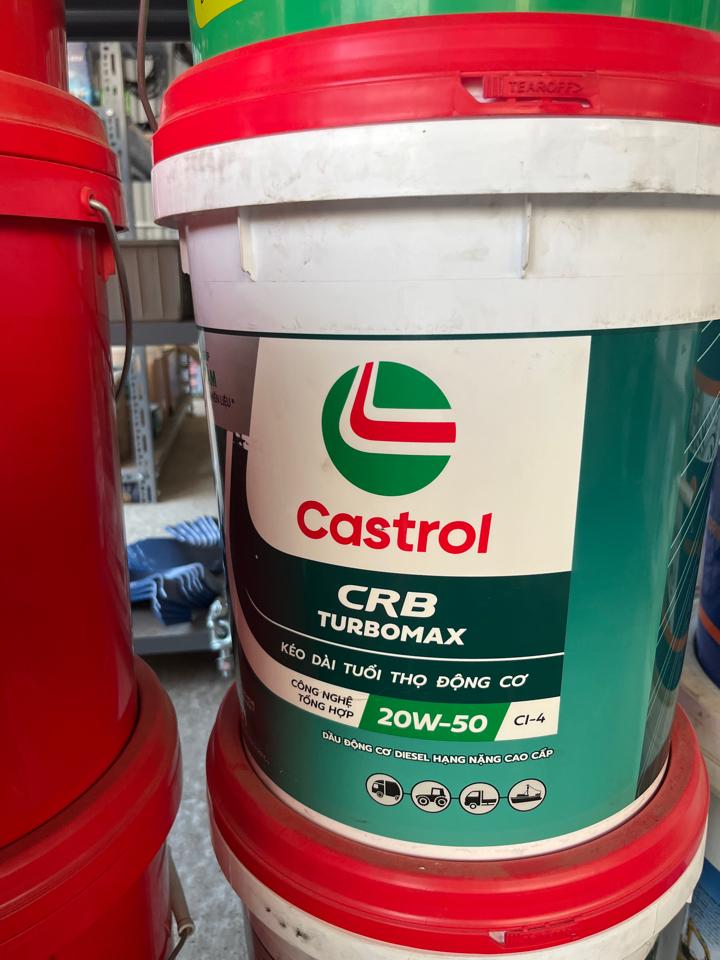 TEAROFF>
Castrol
CRB
TURBOMAX
KÉO DÀI TUỔI THỌ ĐỘNG CƠ
CÔNG NGHỆ
TỔNG HỢP
20W-50
CI-4
DẦU ĐỘNG CƠ DIESEL HẠNG NẶNG CAO CẤP